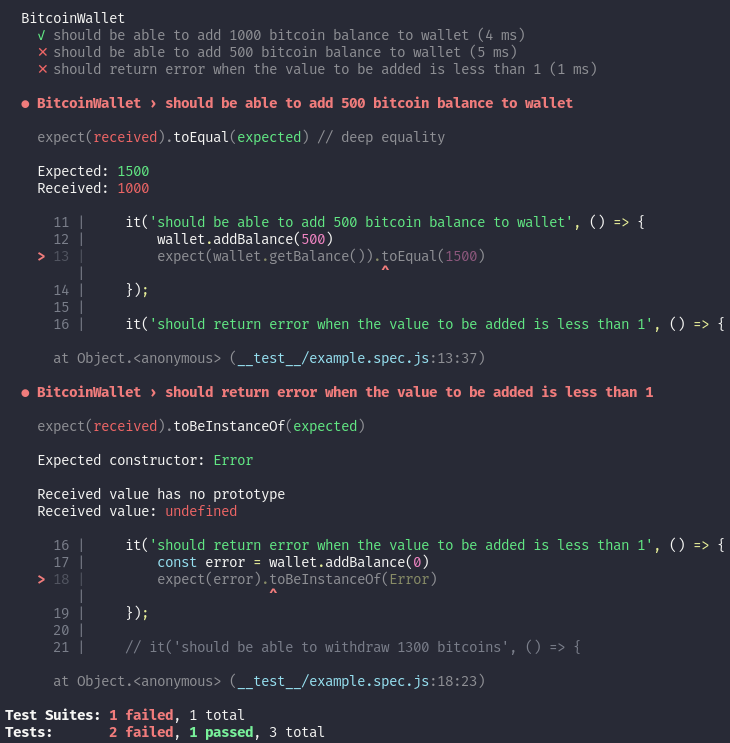 BitcoinWallet
√ should be able to add 1000 bitcoin balance to wallet (4 ms)
✕ should be able to add 500 bitcoin balance to wallet (5 ms)
✕ should return error when the value to be added is less than 1 (1 ms)
● BitcoinWallet › should be able to add 500 bitcoin balance to wallet
expect(received).toEqual(expected) // deep equality
Expected: 1500
Received: 1000
11 |     it('should be able to add 500 bitcoin balance to wallet', () => {
12 |         wallet.addBalance(500)
> 13 |         expect(wallet.getBalance()).toEqual(1500)
|                                     ^
14 |     });
15 |
16 |     it('should return error when the value to be added is less than 1', () => {
at Object.<anonymous> (__test__/example.spec.js:13:37)
● BitcoinWallet › should return error when the value to be added is less than 1
expect(received).toBeInstanceOf(expected)
Expected constructor: Error
Received value has no prototype
Received value: undefined
16 |     it('should return error when the value to be added is less than 1', () => {
17 |         const error = wallet.addBalance(0)
> 18 |         expect(error).toBeInstanceOf(Error)
|                       ^
19 |     });
20 |
21 |     // it('should be able to withdraw 1300 bitcoins', () => {
at Object.<anonymous> (__test__/example.spec.js:18:23)
Test Suites: 1 failed, 1 total
Tests:       2 failed, 1 passed, 3 total